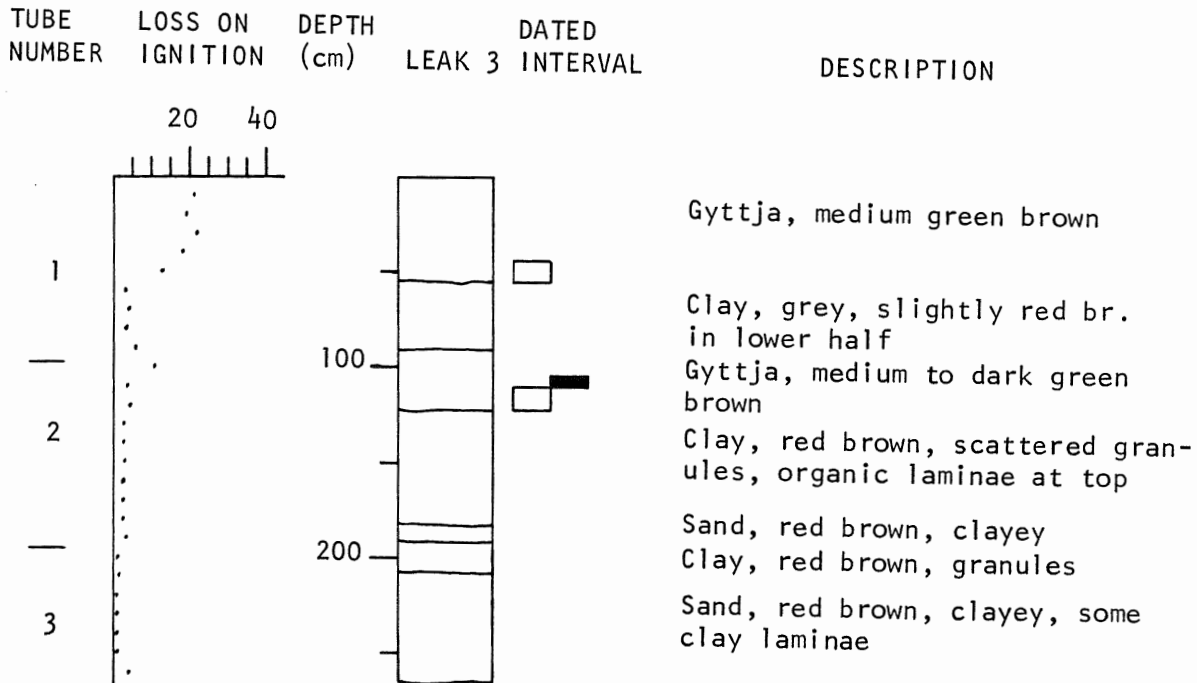 TUBE NUMBER
LOSS ON IGNITION
DEPTH (cm)
LEAK 3
DATED INTERVAL
DESCRIPTION
20 40
Gyttja, medium green brown
1
Clay, grey, slightly red br.
in lower half
100
Gyttja, medium to dark green
brown
2
Clay, red brown, scattered gran-
ules, organic laminae at top
Sand, red brown, clayey
200
Clay, red brown, granules
3
Sand, red brown, clayey, some
clay laminae